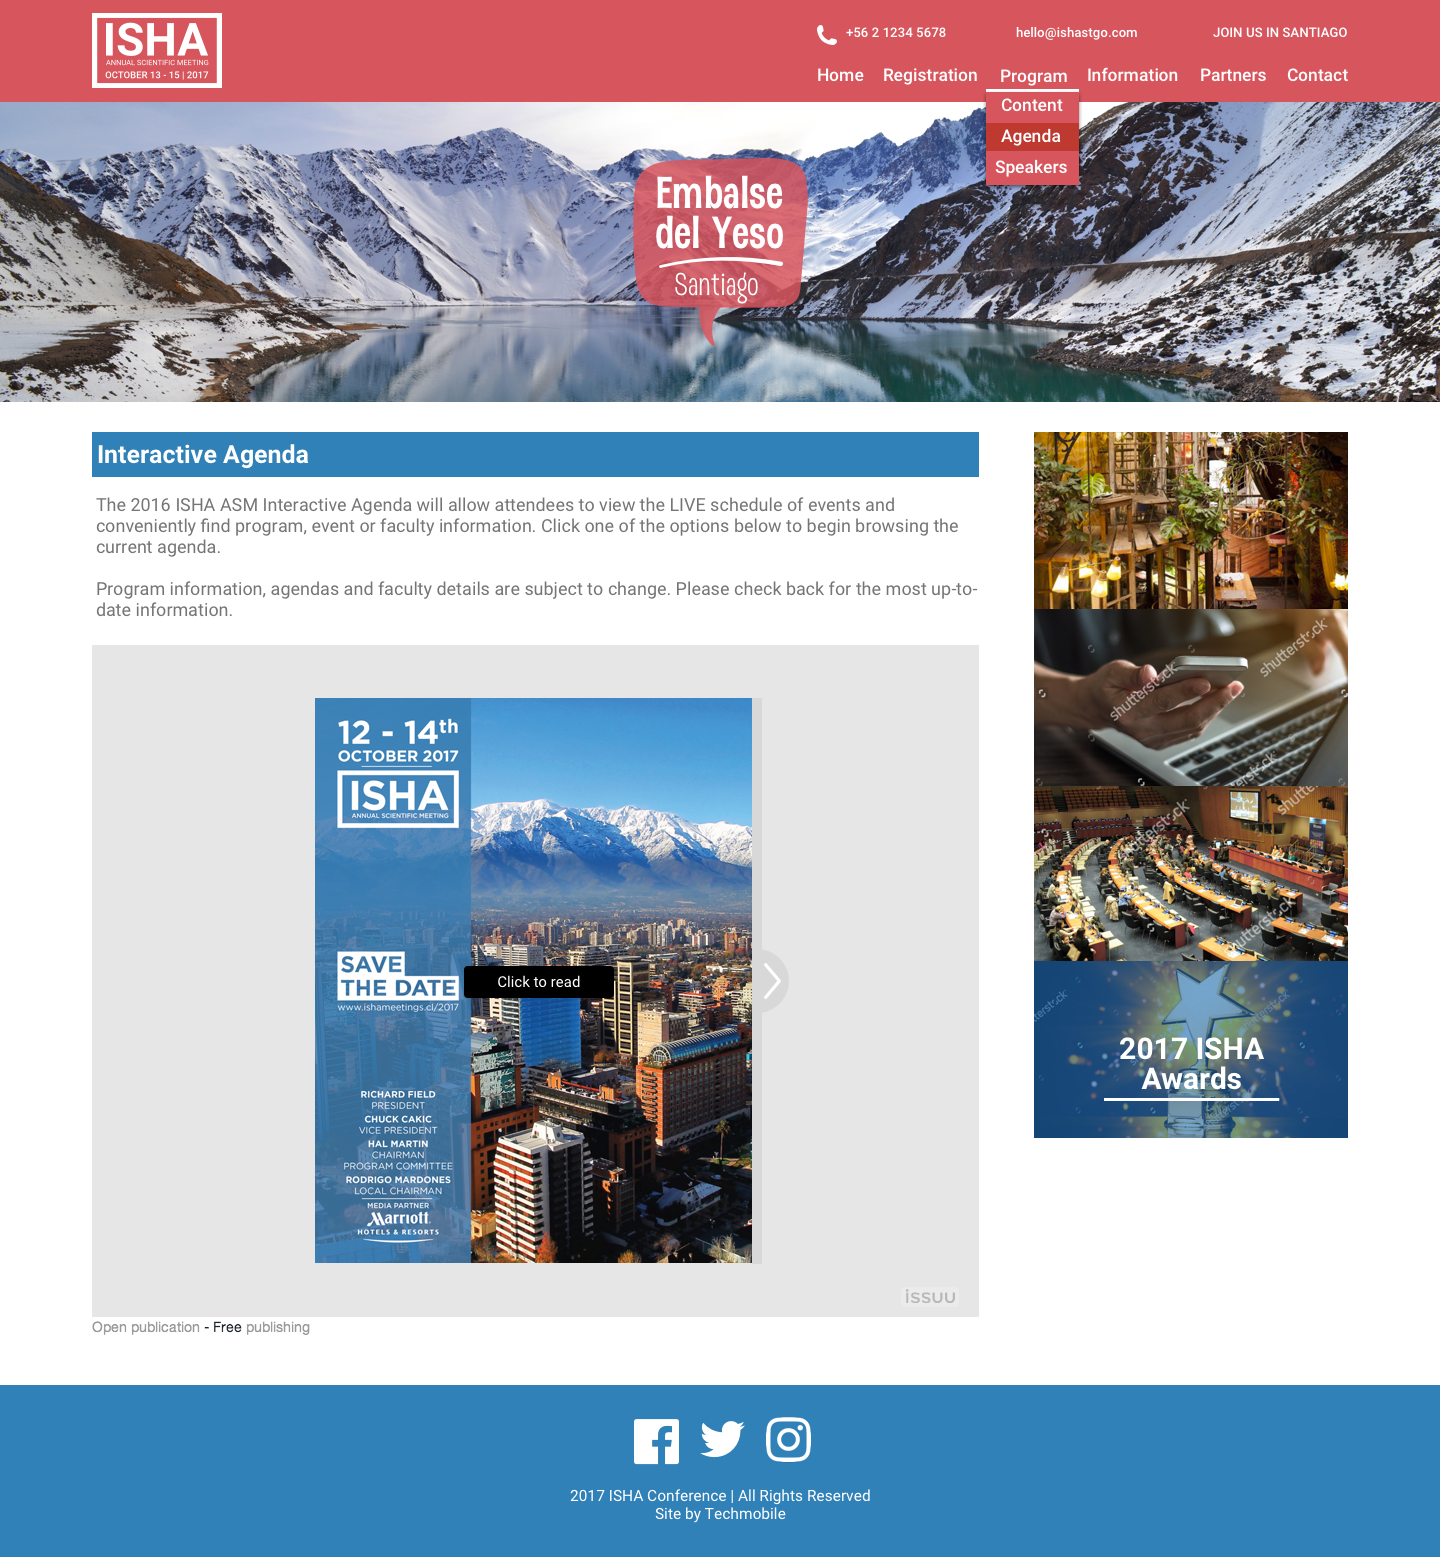 ISHA
ANNUAL SCIENTIFIC MEETING
OCTOBER 13 - 15 | 2017
+56 2 1234 5678
hello@ishastgo.com
JOIN US IN SANTIAGO
Home
Registration
Program
Information
Partners
Contact
Content
Agenda
Speakers
Embalse
del Yeso
Santiago
Interactive Agenda
The 2016 ISHA ASM Interactive Agenda will allow attendees to view the LIVE schedule of events and
conveniently find program, event or faculty information. Click one of the options below to begin browsing the
current agenda.
Program information, agendas and faculty details are subject to change. Please check back for the most up-to-
date information.
12 - 14th
OCTOBER 2017
ISHA
ANNUAL SCIENTIFIC MEETING
SAVE
THE DATE
www.ishameetings.cl/2017
Click to read
RICHARD FIELD
PRESIDENT
CHUCK CAKIC
VICE PRESIDENT
HAL MARTIN
CHAIRMAN
PROGRAM COMMITTEE
RODRIGO MARDONES
LOCAL CHAIRMAN
MEDIA PARTNER
Marriott
HOTELS & RESORTS
issuu
Open publication - Free publishing
shutterstock
shutterstock
shutterstock
shutterstock
2017 ISHA
Awards
2017 ISHA Conference | All Rights Reserved
Site by Techmobile